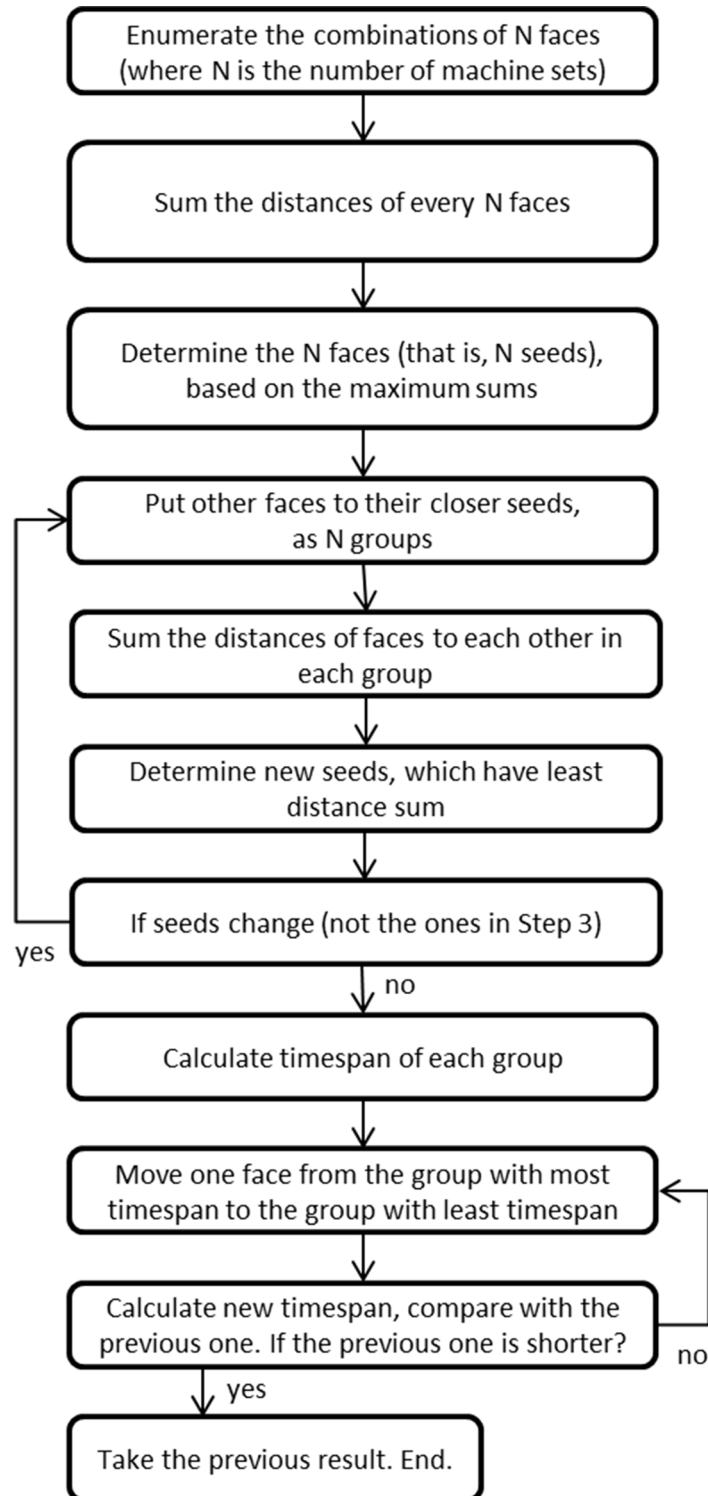 Enumerate the combinations of N faces
(where N is the number of machine sets)
Sum the distances of every N faces
Determine the N faces (that is, N seeds),
based on the maximum sums
Put other faces to their closer seeds,
as N groups
Sum the distances of faces to each other in
each group
Determine new seeds, which have least
distance sum
If seeds change (not the ones in Step 3)
yes
no
Calculate timespan of each group
Move one face from the group with most
timespan to the group with least timespan
Calculate new timespan, compare with the
previous one. If the previous one is shorter?
no
yes
Take the previous result. End.